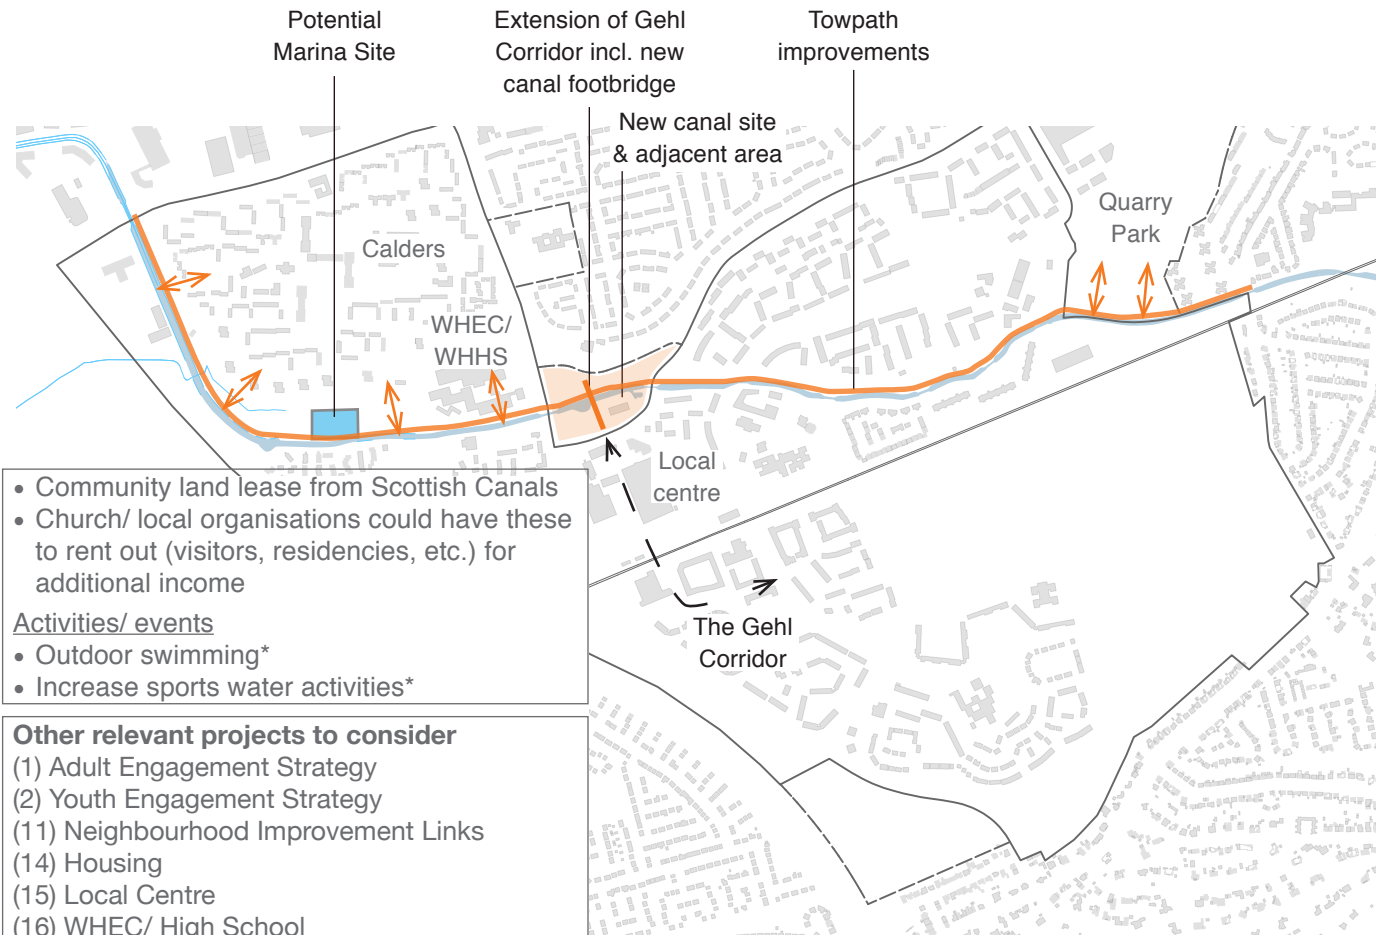 Potential
Marina Site
Extension of Gehl
Corridor incl. new
canal footbridge
Towpath
improvements
New canal site
& adjacent area
Quarry
Park
Calders
WHEC/
WHHS
Local
centre
The Gehl
Corridor
• Community land lease from Scottish Canals
• Church/ local organisations could have these
to rent out (visitors, residencies, etc.) for
additional income
Activities/ events
• Outdoor swimming*
• Increase sports water activities*
Other relevant projects to consider
(1) Adult Engagement Strategy
(2) Youth Engagement Strategy
(11) Neighbourhood Improvement Links
(14) Housing
(15) Local Centre
(16) WHEC/ High School